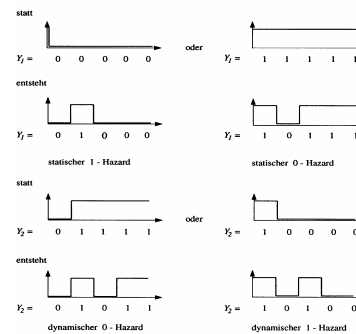 statt
oder
Y1 = 0 0 0 0 0
Y1 = 1 1 1 1 1
entsteht
Y1 = 0 1 0 0 0
Y1 = 1 0 1 1 1
statischer 1 - Hazard
statischer 0 - Hazard
statt
oder
Y2 = 0 1 1 1 1
Y2 = 1 0 0 0 0
entsteht
Y2 = 0 1 0 1 1
Y2 = 1 0 1 0 0
dynamischer 0 - Hazard
dynamischer 1 - Hazard